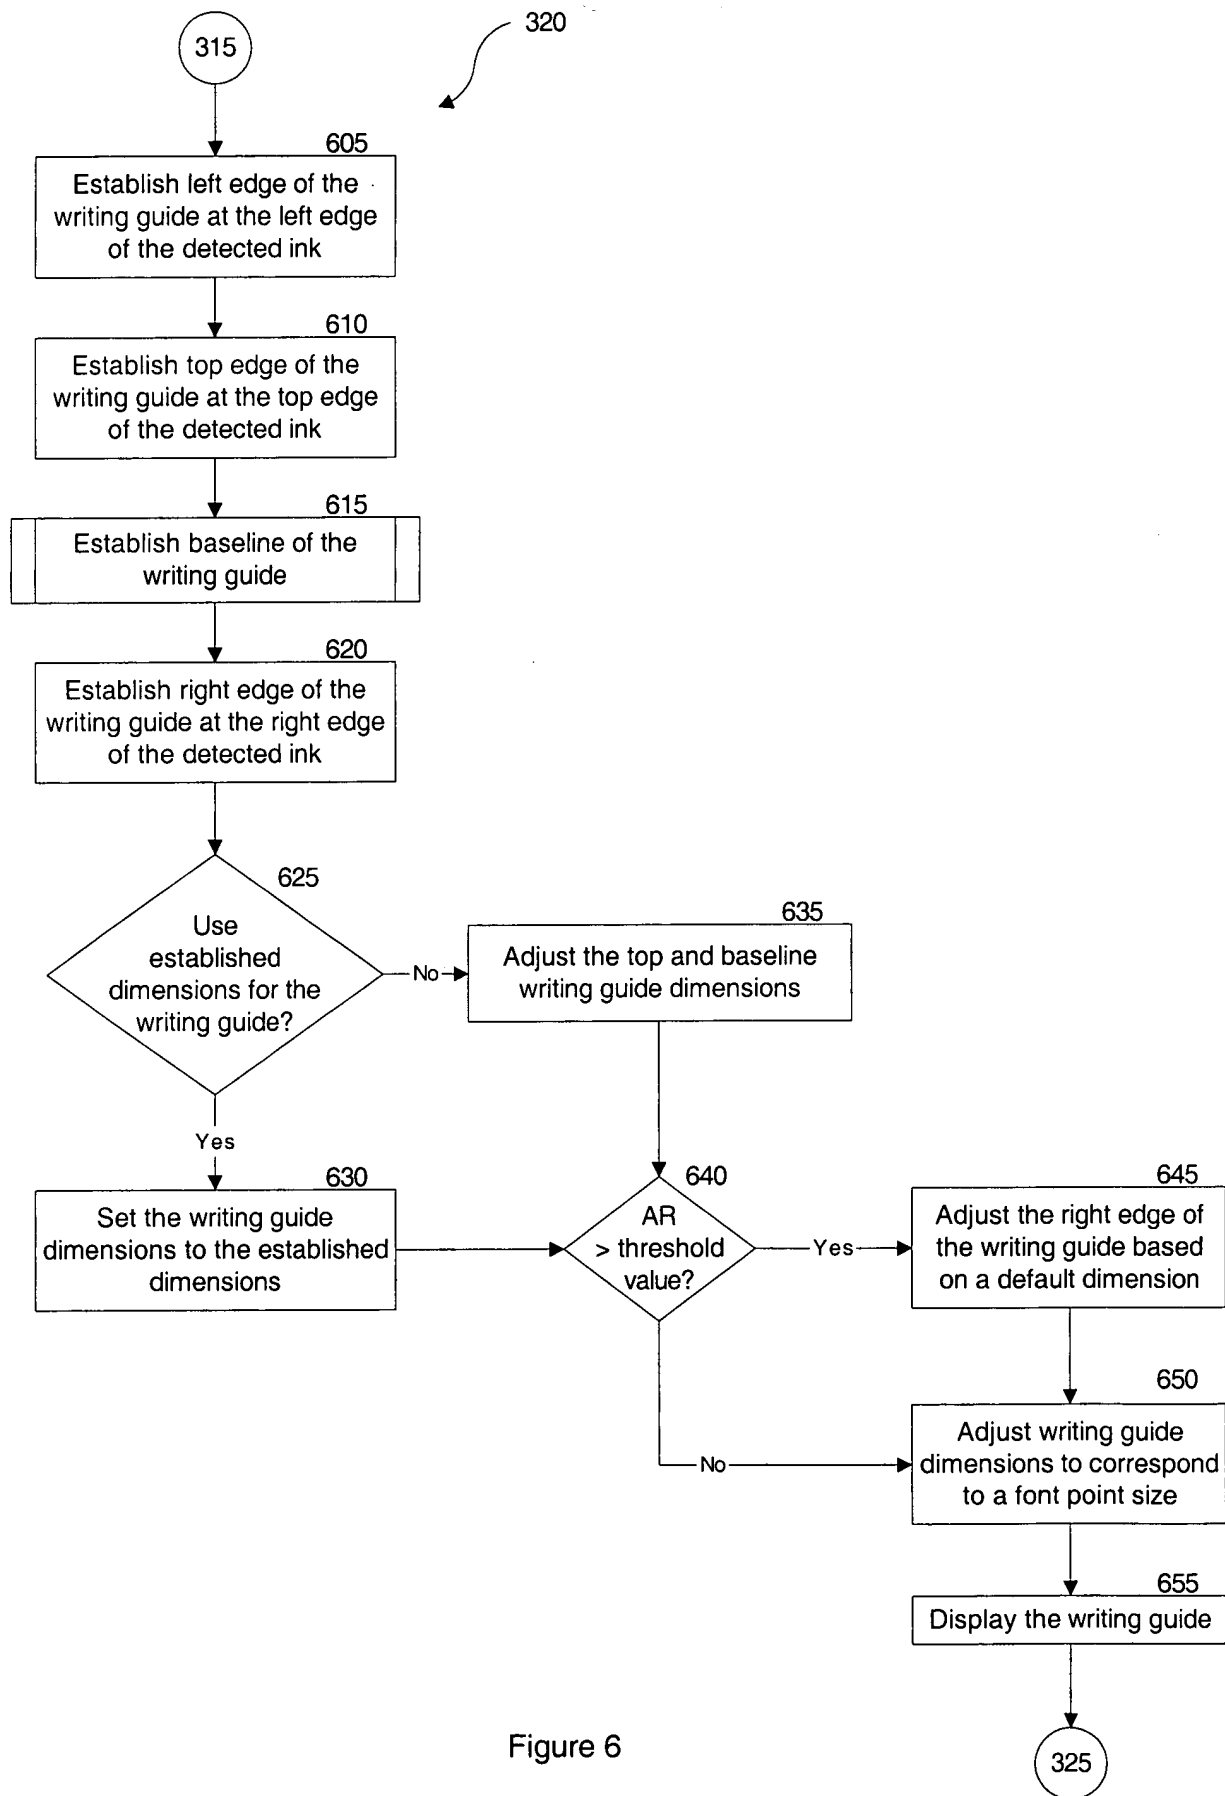 315
320
605
Establish left edge of the
writing guide at the left edge
of the detected ink
610
Establish top edge of the
writing guide at the top edge
of the detected ink
615
Establish baseline of the
writing guide
620
Establish right edge of the
writing guide at the right edge
of the detected ink
625
Use
established
dimensions for the
writing guide?
No
635
Adjust the top and baseline
writing guide dimensions
Yes
630
Set the writing guide
dimensions to the established
dimensions
640
AR
> threshold
value?
Yes
645
Adjust the right edge of
the writing guide based
on a default dimension
No
650
Adjust writing guide
dimensions to correspond
to a font point size
655
Display the writing guide
325
Figure 6